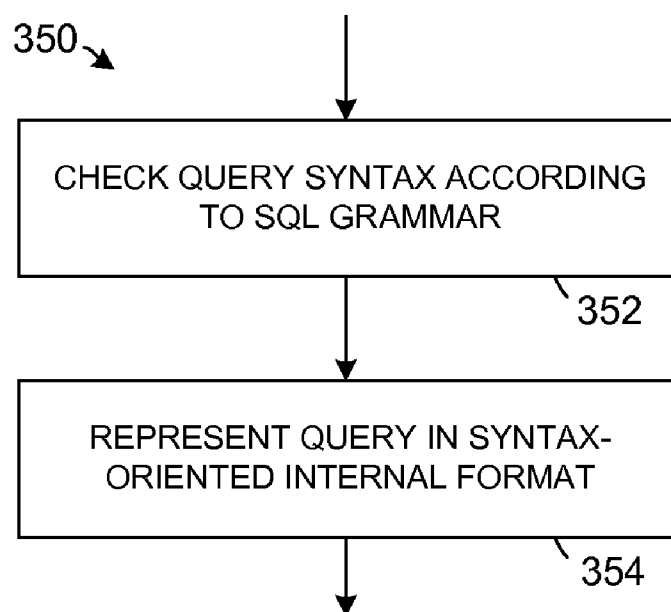 350
CHECK QUERY SYNTAX ACCORDING
TO SQL GRAMMAR
352
REPRESENT QUERY IN SYNTAX-
ORIENTED INTERNAL FORMAT
354